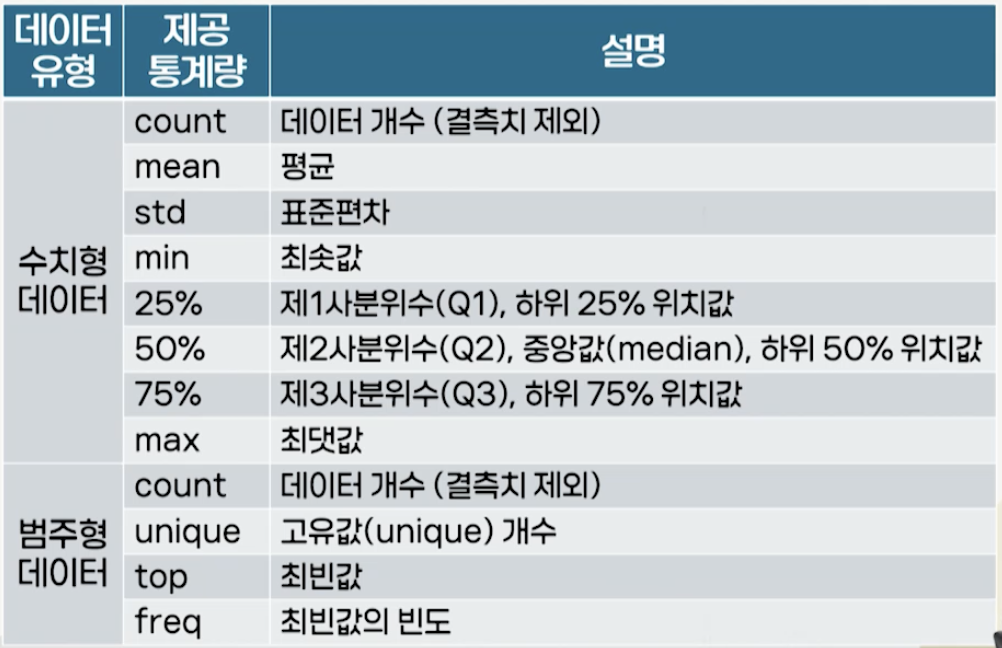 데이터 유형 제공 통계량 설명
수치형 데이터
count 데이터 개수 (결측치 제외)
mean 평균
std 표준편차
min 최솟값
25% 제1사분위수(Q1), 하위 25% 위치값
50% 제2사분위수(Q2), 중앙값(median), 하위 50% 위치값
75% 제3사분위수(Q3), 하위 75% 위치값
max 최댓값
범주형 데이터
count 데이터 개수 (결측치 제외)
unique 고유값(unique) 개수
top 최빈값
freq 최빈값의 빈도